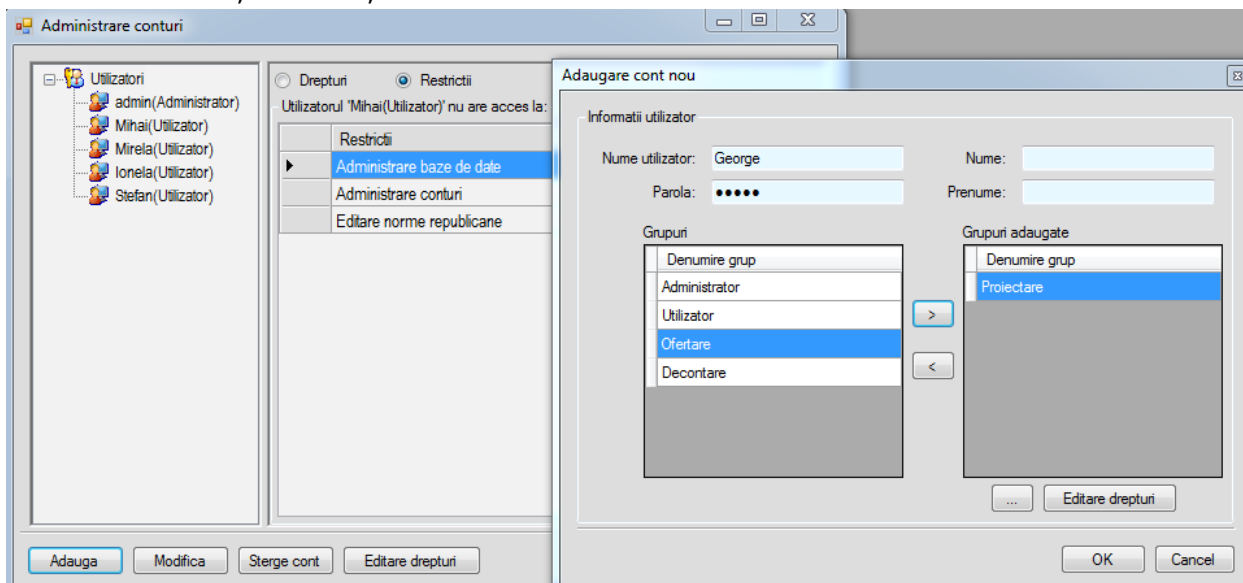 Administrare conturi
Utilizatori
admin(Administrator)
Mihai(Utilizator)
Mirela(Utilizator)
Ionela(Utilizator)
Stefan(Utilizator)
Drepturi
Restrictii
Utilizatorul 'Mihai(Utilizator)' nu are acces la:
Restrictii
Administrare baze de date
Administrare conturi
Editare norme republicane
Adauga
Modifica
Sterge cont
Editare drepturi
Adaugare cont nou
Informatii utilizator
Nume utilizator: George
Nume:
Parola: •••••
Prenume:
Grupuri
Denumire grup
Administrator
Utilizator
Ofertare
Decontare
>
<
Grupuri adaugate
Denumire grup
Proiectare
...
Editare drepturi
OK
Cancel